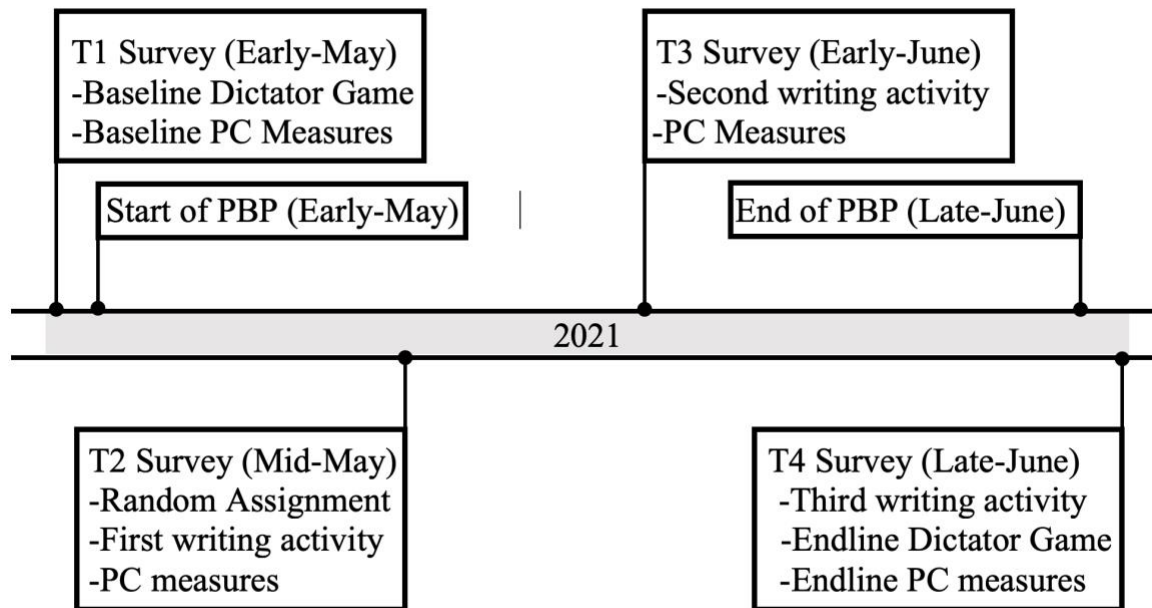 T1 Survey (Early-May)
-Baseline Dictator Game
-Baseline PC Measures
T3 Survey (Early-June)
-Second writing activity
-PC Measures
Start of PBP (Early-May)
End of PBP (Late-June)
2021
T2 Survey (Mid-May)
-Random Assignment
-First writing activity
-PC measures
T4 Survey (Late-June)
-Third writing activity
-Endline Dictator Game
-Endline PC measures